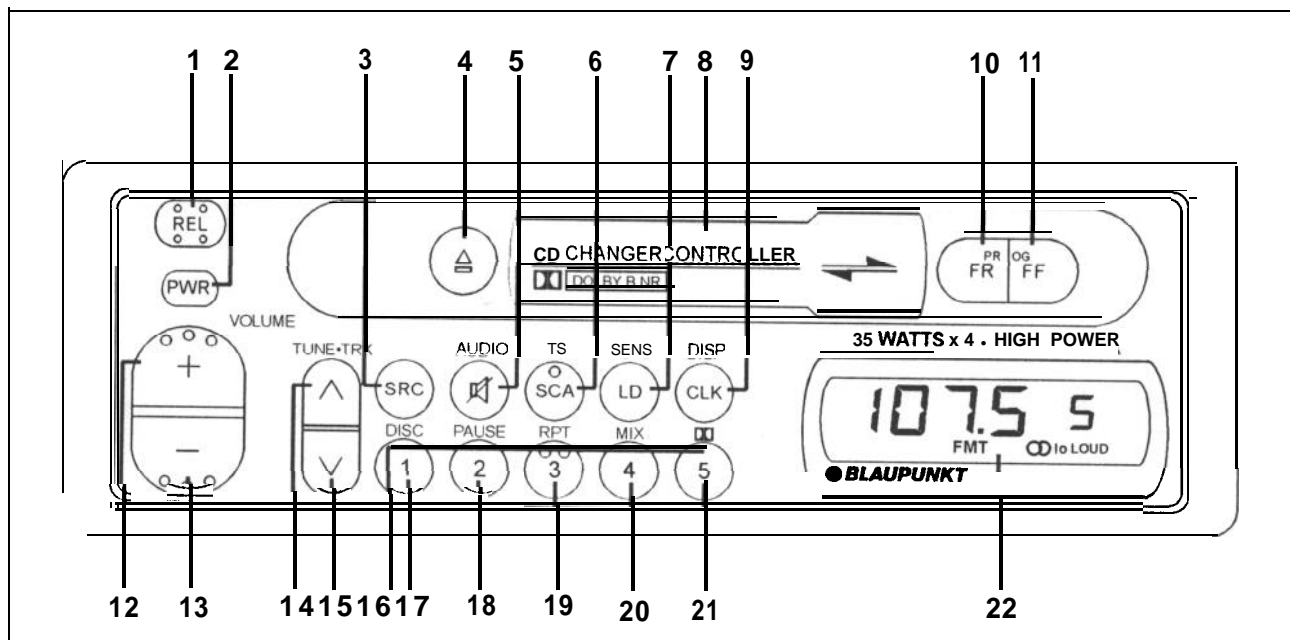 1 2 3 4 5 6 7 8 9 10 11
REL
PWR
CD CHANGER CONTROLLER
DOLBY B NR
PR OG
FR FF
VOLUME
35 WATTS x 4 . HIGH POWER
TUNE•TRK AUDIO TS SENS DISP
+
SRC SCA LD CLK
107.5 5
FMT lo LOUD
DISC PAUSE RPT MIX
−
1 2 3 4 5
BLAUPUNKT
12 13 14 15 16 17 18 19 20 21 22